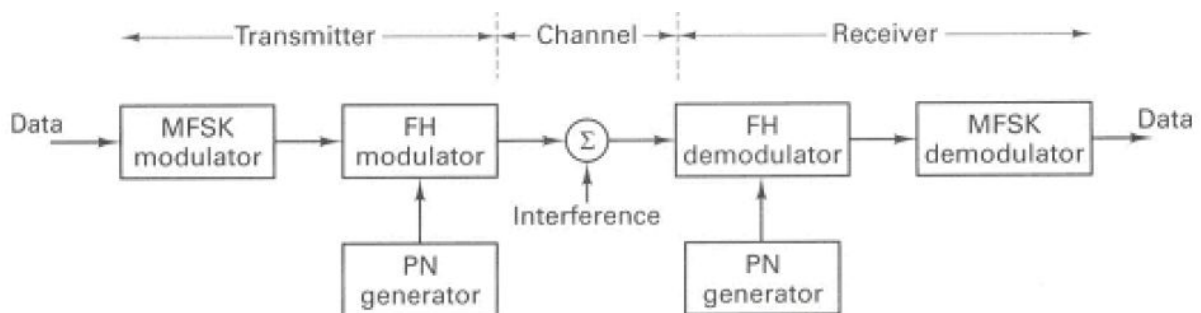 Transmitter Channel Receiver
Data MFSK modulator FH modulator Σ FH demodulator MFSK demodulator Data
Interference
PN generator PN generator